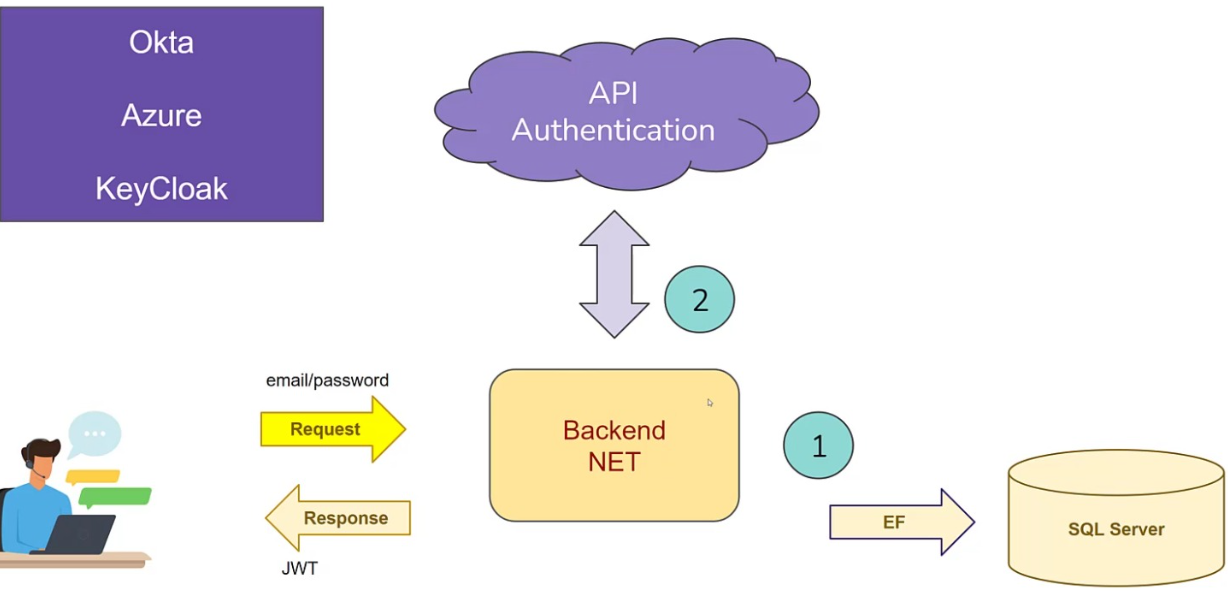 Okta
Azure
KeyCloak
API
Authentication
2
email/password
Request
Backend
NET
1
Response
JWT
EF
SQL Server